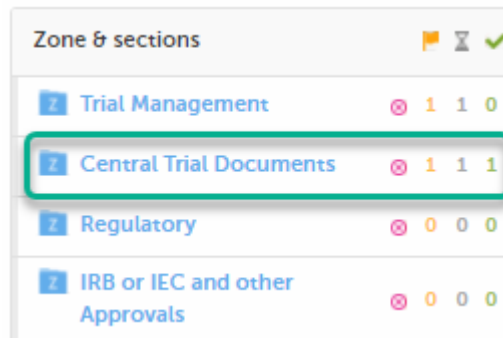 Zone & sections
Z Trial Management 1 1 0
Z Central Trial Documents 1 1 1
Z Regulatory 0 0 0
Z IRB or IEC and other
Approvals 0 0 0